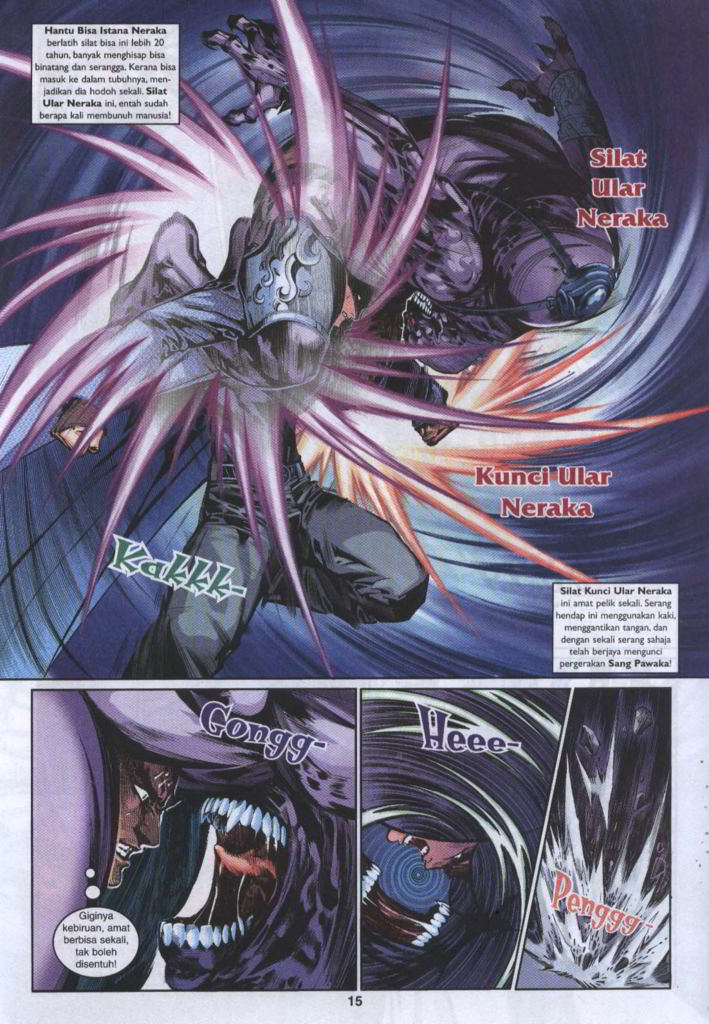 Hantu Bisa Istana Neraka
berlatih silat bisa ini lebih 20
tahun, banyak menghisap bisa
binatang dan serangga. Kerana bisa
masuk ke dalam tubuhnya, men-
jadikan dia hodoh sekali. Silat
Ular Neraka ini, entah sudah
berapa kali membunuh manusia!
Silat
Ular
Neraka
Kunci Ular
Neraka
Kakkk-
Silat Kunci Ular Neraka
ini amat pelik sekali. Serang
hendap ini menggunakan kaki,
menggantikan tangan, dan
dengan sekali serang sahaja
telah berjaya mengunci
pergerakan Sang Pawaka!
Gongg-
Giginya
kebiruan, amat
berbisa sekali,
tak boleh
disentuh!
Heee-
Penggg-
15